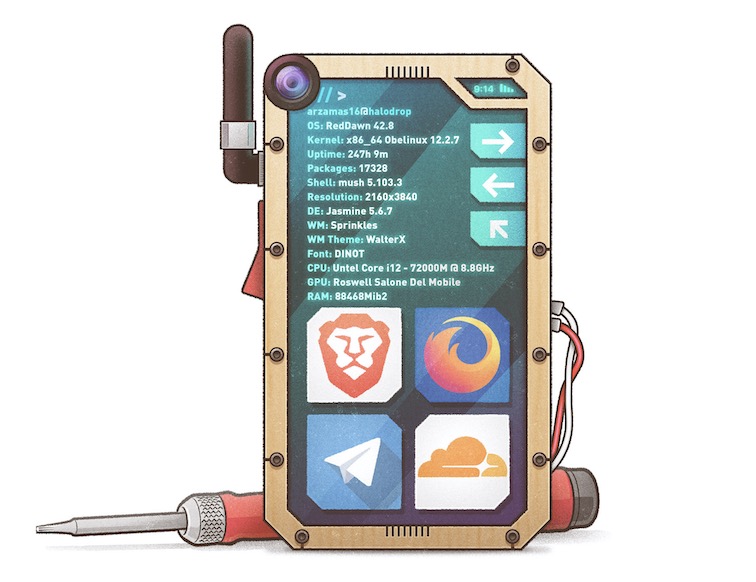 9:14
// >
arzamas16@halodrop
OS: RedDawn 42.8
Kernel: x86_64 Obelinux 12.2.7
Uptime: 247h 9m
Packages: 17328
Shell: mush 5.103.3
Resolution: 2160x3840
DE: Jasmine 5.6.7
WM: Sprinkles
WM Theme: WalterX
Font: DINOT
CPU: Untel Core i12 - 72000M @ 8.8GHz
GPU: Roswell Salone Del Mobile
RAM: 88468Mib2